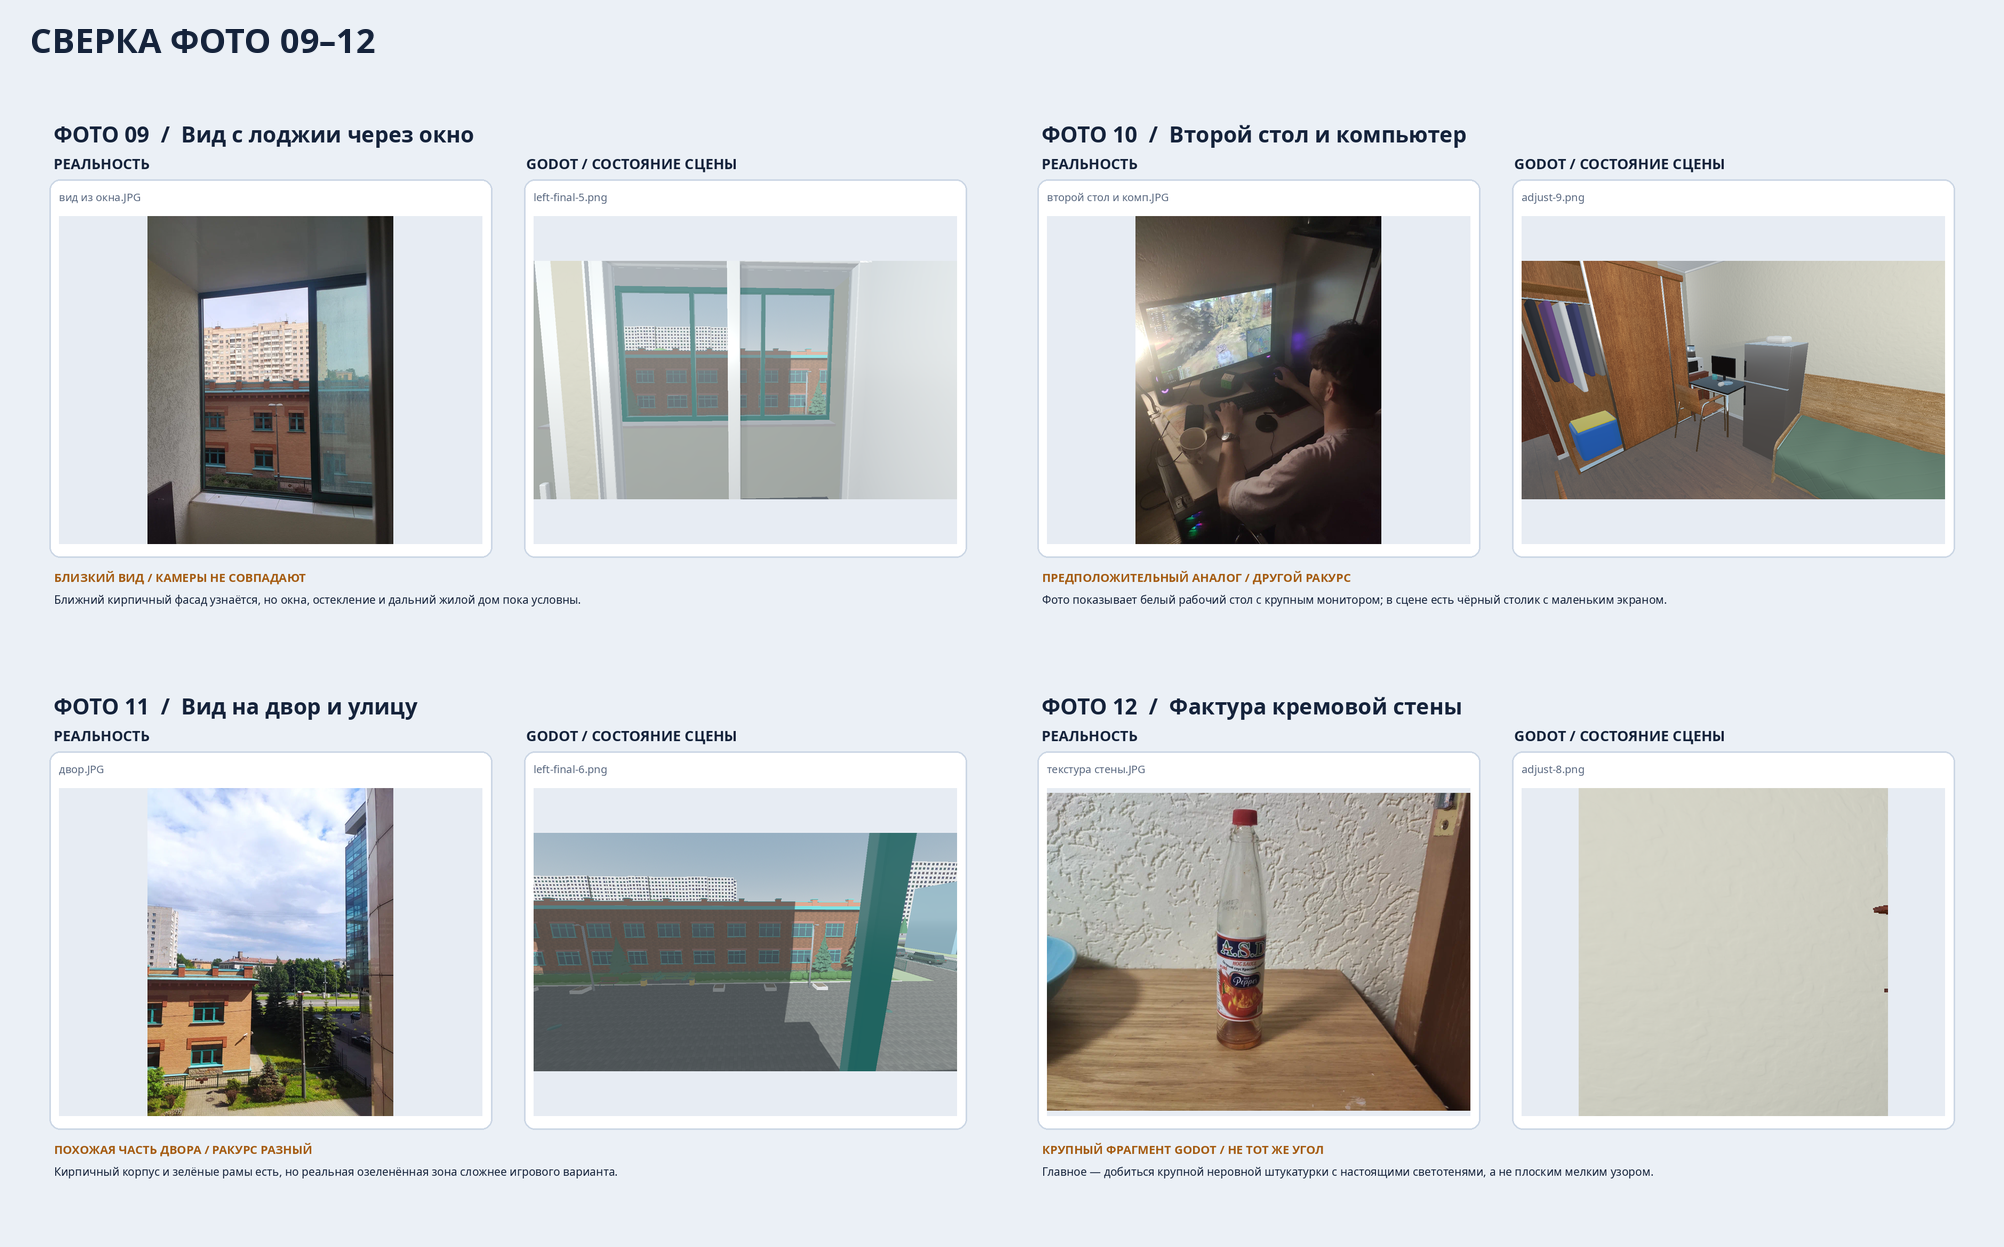 СВЕРКА ФОТО 09–12
ФОТО 09 / Вид с лоджии через окно
РЕАЛЬНОСТЬ
GODOT / СОСТОЯНИЕ СЦЕНЫ
вид из окна.JPG
left-final-5.png
БЛИЗКИЙ ВИД / КАМЕРЫ НЕ СОВПАДАЮТ
Ближний кирпичный фасад узнаётся, но окна, остекление и дальний жилой дом пока условны.
ФОТО 10 / Второй стол и компьютер
РЕАЛЬНОСТЬ
GODOT / СОСТОЯНИЕ СЦЕНЫ
второй стол и комп.JPG
adjust-9.png
ПРЕДПОЛОЖИТЕЛЬНЫЙ АНАЛОГ / ДРУГОЙ РАКУРС
Фото показывает белый рабочий стол с крупным монитором; в сцене есть чёрный столик с маленьким экраном.
ФОТО 11 / Вид на двор и улицу
РЕАЛЬНОСТЬ
GODOT / СОСТОЯНИЕ СЦЕНЫ
двор.JPG
left-final-6.png
ПОХОЖАЯ ЧАСТЬ ДВОРА / РАКУРС РАЗНЫЙ
Кирпичный корпус и зелёные рамы есть, но реальная озеленённая зона сложнее игрового варианта.
ФОТО 12 / Фактура кремовой стены
РЕАЛЬНОСТЬ
GODOT / СОСТОЯНИЕ СЦЕНЫ
текстура стены.JPG
adjust-8.png
A.S.D
Pepper
КРУПНЫЙ ФРАГМЕНТ GODOT / НЕ ТОТ ЖЕ УГОЛ
Главное — добиться крупной неровной штукатурки с настоящими светотенями, а не плоским мелким узором.